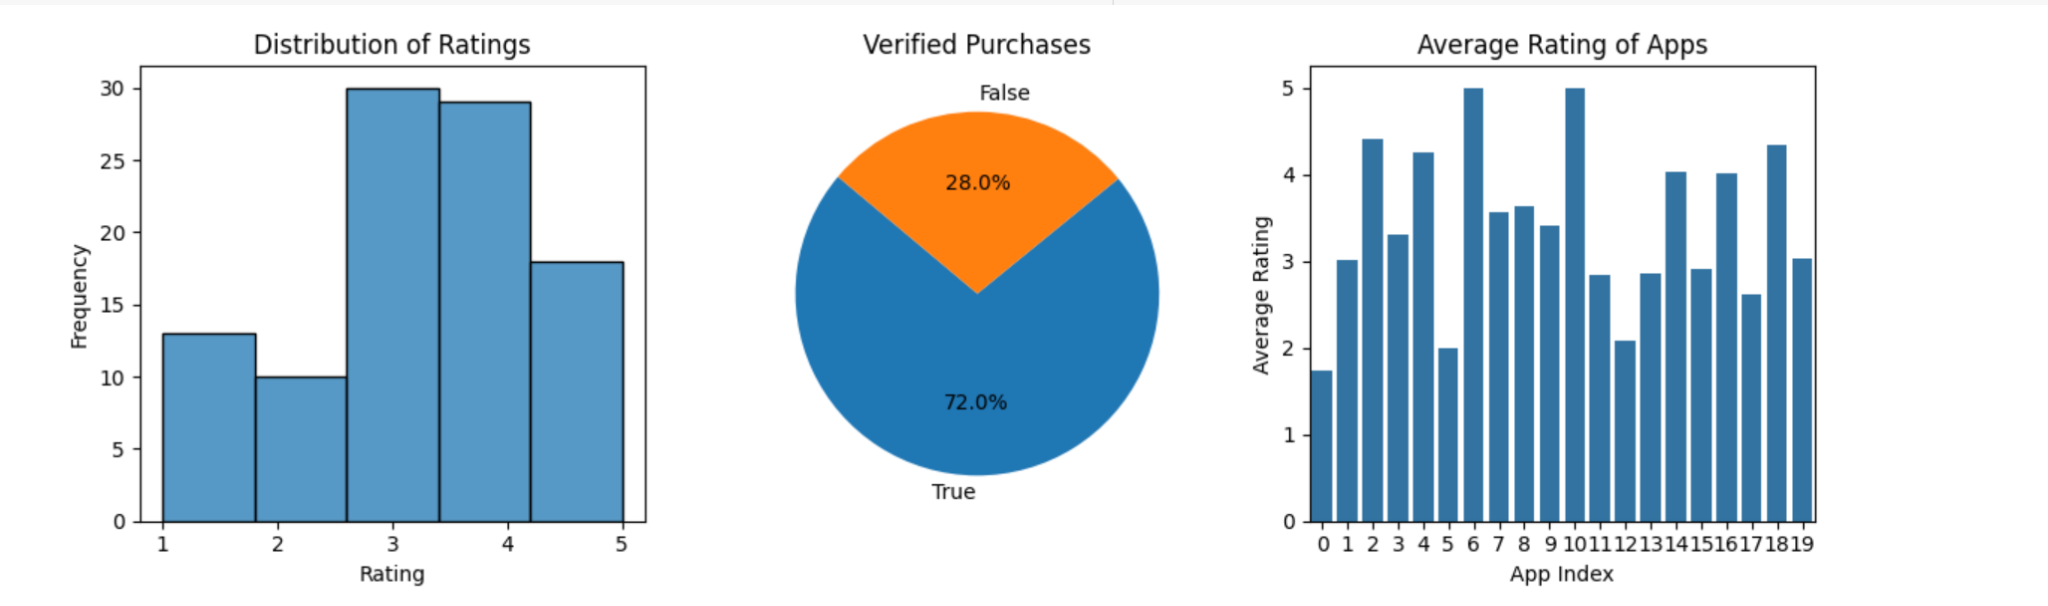 Distribution of Ratings
30
25
20
15
10
5
0
Frequency
1 2 3 4 5
Rating
Verified Purchases
False
28.0%
72.0%
True
Average Rating of Apps
5
4
3
2
1
0
Average Rating
0 1 2 3 4 5 6 7 8 9 10 11 12 13 14 15 16 17 18 19
App Index